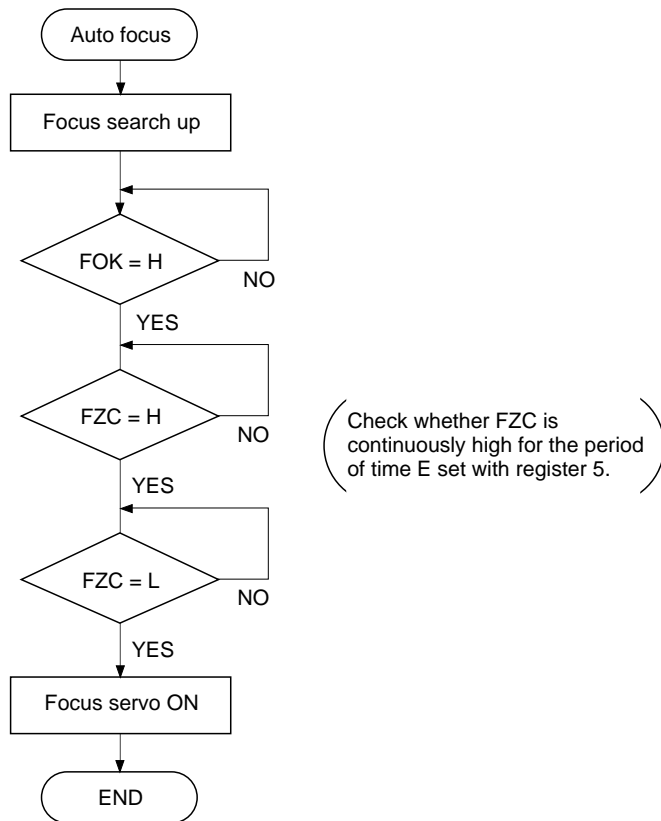 Auto focus
Focus search up
FOK = H
NO
YES
FZC = H
NO
Check whether FZC is
continuously high for the period
of time E set with register 5.
YES
FZC = L
NO
YES
Focus servo ON
END